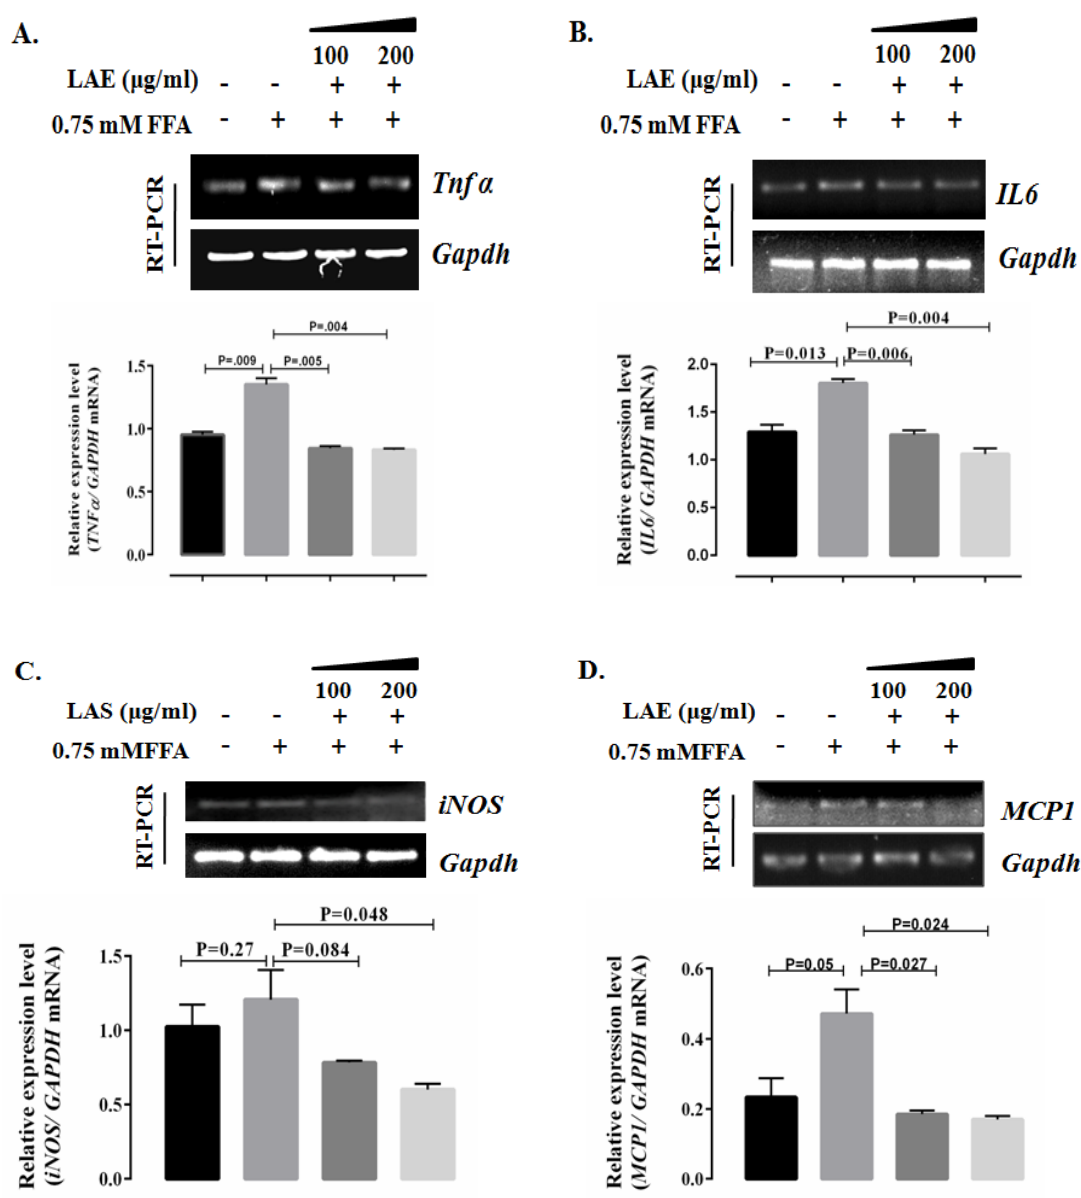 A.
100 200
LAE (μg/ml) - - + +
0.75 mM FFA - + + +
RT-PCR
Tnf α
Gapdh
P=.004
P=.009 P=.005
Relative expression level
(TNFα/ GAPDH mRNA)
1.5
1.0
0.5
0.0
B.
100 200
LAE (μg/ml) - - + +
0.75 mM FFA - + + +
RT-PCR
IL6
Gapdh
P=0.004
P=0.013 P=0.006
Relative expression level
(IL6/ GAPDH mRNA)
2.0
1.5
1.0
0.5
0.0
C.
100 200
LAS (μg/ml) - - + +
0.75 mMFFA - + + +
RT-PCR
iNOS
Gapdh
P=0.048
P=0.27 P=0.084
Relative expression level
(iNOS/ GAPDH mRNA)
1.5
1.0
0.5
0.0
D.
100 200
LAE (μg/ml) - - + +
0.75 mMFFA - + + +
RT-PCR
MCP1
Gapdh
P=0.024
P=0.05 P=0.027
Relative expression level
(MCP1/ GAPDH mRNA)
0.6
0.4
0.2
0.0